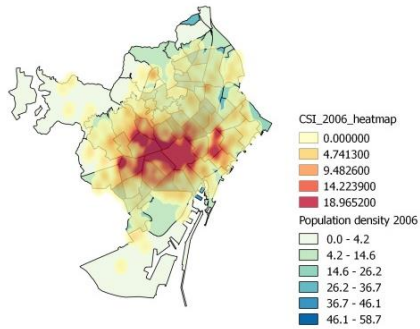 CSI_2006_heatmap
0.000000
4.741300
9.482600
14.223900
18.965200
Population density 2006
0.0 - 4.2
4.2 - 14.6
14.6 - 26.2
26.2 - 36.7
36.7 - 46.1
46.1 - 58.7